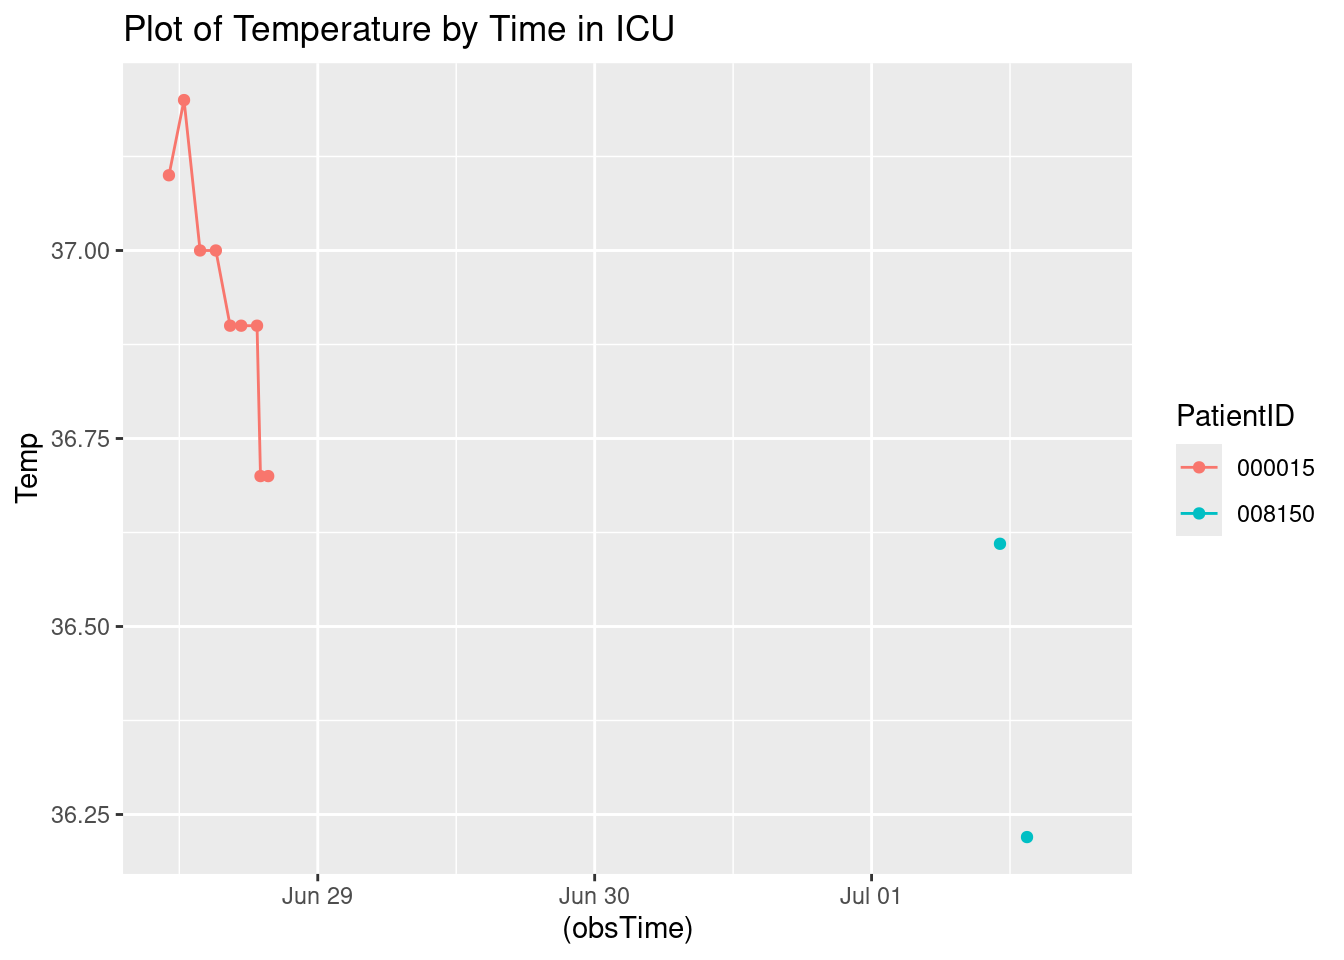 Plot of Temperature by Time in ICU
Temp
37.00
36.75
36.50
36.25
Jun 29
Jun 30
Jul 01
(obsTime)
PatientID
000015
008150